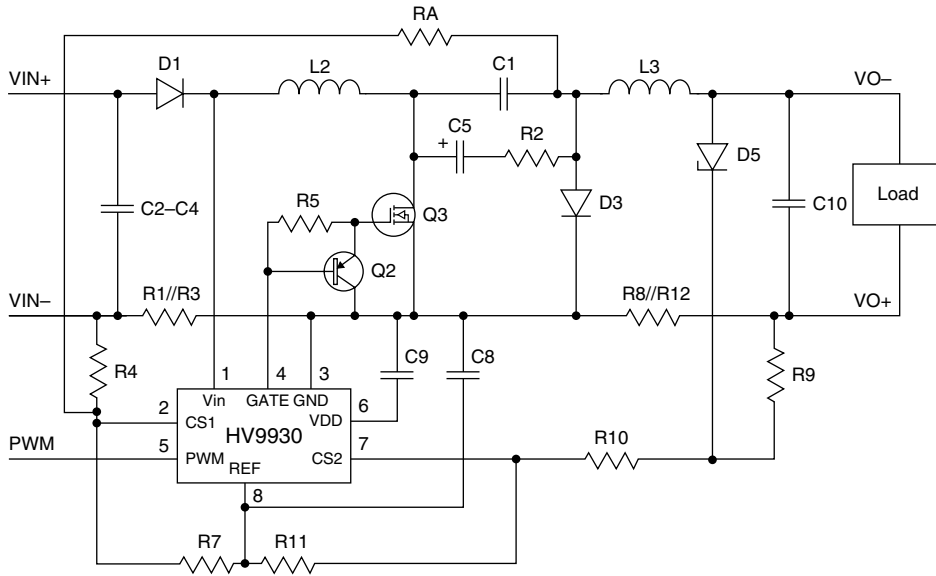 RA
VIN+
D1
L2
C1
L3
VO–
C5
+
R2
D5
C2–C4
R5
Q3
D3
C10
Load
Q2
VIN–
R1//R3
R8//R12
VO+
R4
C9
C8
R9
1
4
3
2
Vin
GATE
GND
6
CS1
VDD
HV9930
7
PWM
5
PWM
REF
CS2
R10
8
R7
R11